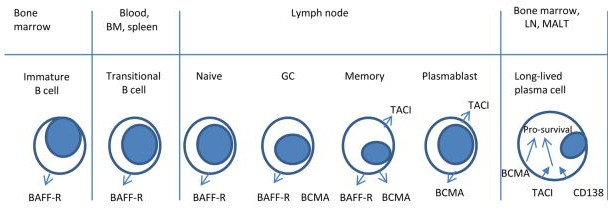 Bone
marrow
Blood,
BM, spleen
Lymph node
Bone marrow,
LN, MALT
Immature
B cell
Transitional
B cell
Naive
GC
Memory
Plasmablast
Long-lived
plasma cell
TACI
TACI
Pro-survival
BCMA
BAFF-R
BAFF-R
BAFF-R
BAFF-R
BCMA
BAFF-R
BCMA
BCMA
TACI
CD138